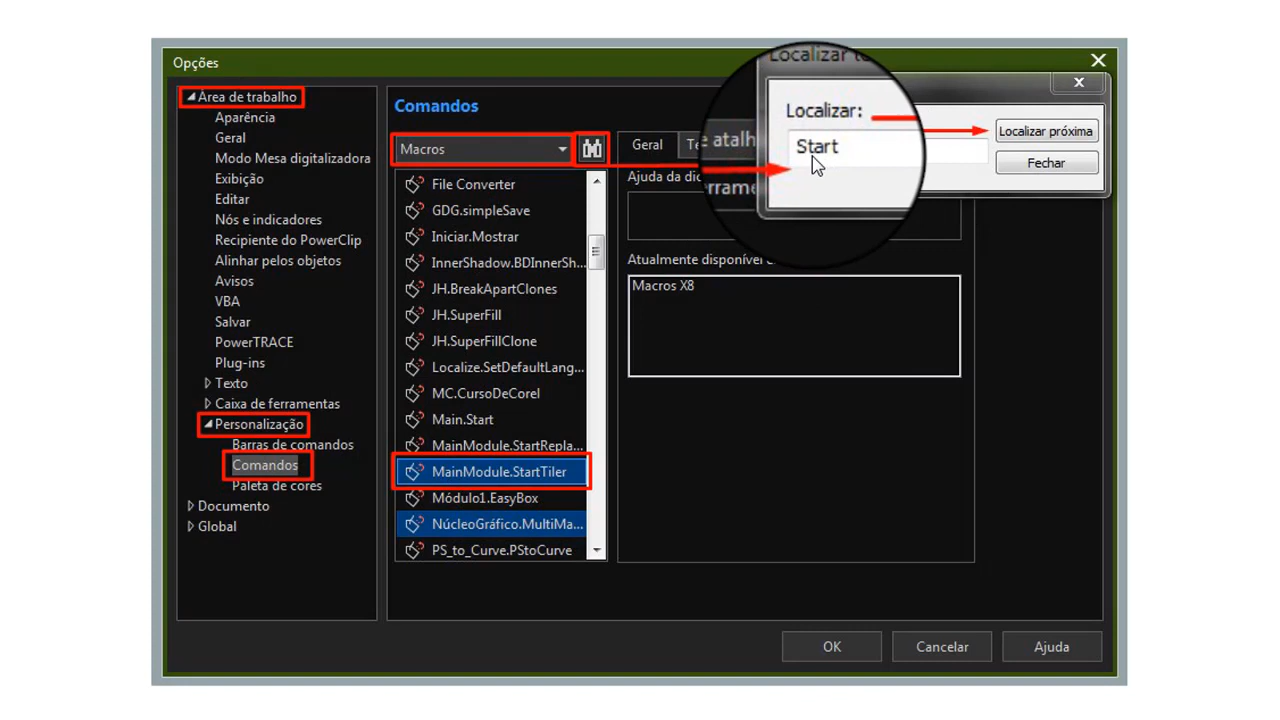 Opções
Área de trabalho
Aparência
Geral
Modo Mesa digitalizadora
Exibição
Editar
Nós e indicadores
Recipiente do PowerClip
Alinhar pelos objetos
Avisos
VBA
Salvar
PowerTRACE
Plug-ins
Texto
Caixa de ferramentas
Personalização
Barras de comandos
Comandos
Paleta de cores
Documento
Global
Comandos
Macros
File Converter
GDG.simpleSave
Iniciar.Mostrar
InnerShadow.BDInnerSh...
JH.BreakApartClones
JH.SuperFill
JH.SuperFillClone
Localize.SetDefaultLang...
MC.CursoDeCorel
Main.Start
MainModule.StartRepla...
MainModule.StartTiler
Módulo1.EasyBox
NúcleoGráfico.MultiMa...
PS_to_Curve.PStoCurve
Geral
Ajuda da
Atualmente disponível
Macros X8
Localizar
Localizar:
Start
Localizar próxima
Fechar
OK
Cancelar
Ajuda